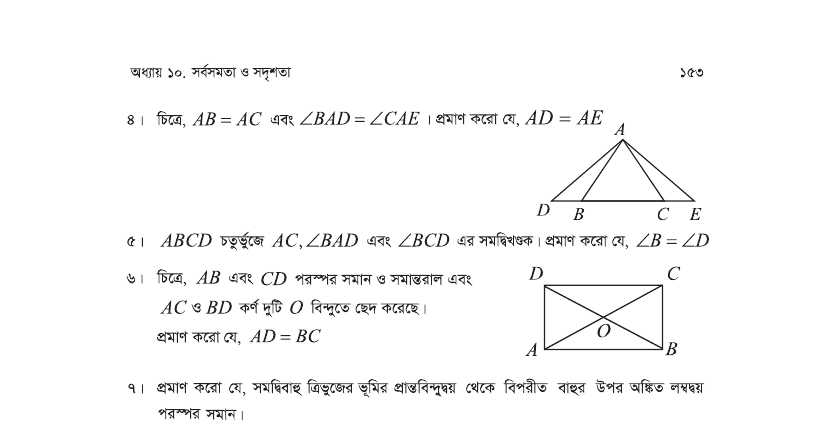 অধ্যায় ১০. সর্বসমতা ও সদৃশতা ১৫৩
৪। চিত্রে, AB = AC এবং ∠BAD = ∠CAE । প্রমাণ করো যে, AD = AE
A
D B C E
৫। ABCD চতুর্ভুজে AC, ∠BAD এবং ∠BCD এর সমদ্বিখণ্ডক। প্রমাণ করো যে, ∠B = ∠D
৬। চিত্রে, AB এবং CD পরস্পর সমান ও সমান্তরাল এবং
AC ও BD কর্ণ দুটি O বিন্দুতে ছেদ করেছে।
প্রমাণ করো যে, AD = BC
D C
O
A B
৭। প্রমাণ করো যে, সমদ্বিবাহু ত্রিভুজের ভূমির প্রান্তবিন্দুদ্বয় থেকে বিপরীত বাহুর উপর অঙ্কিত লম্বদ্বয়
পরস্পর সমান।